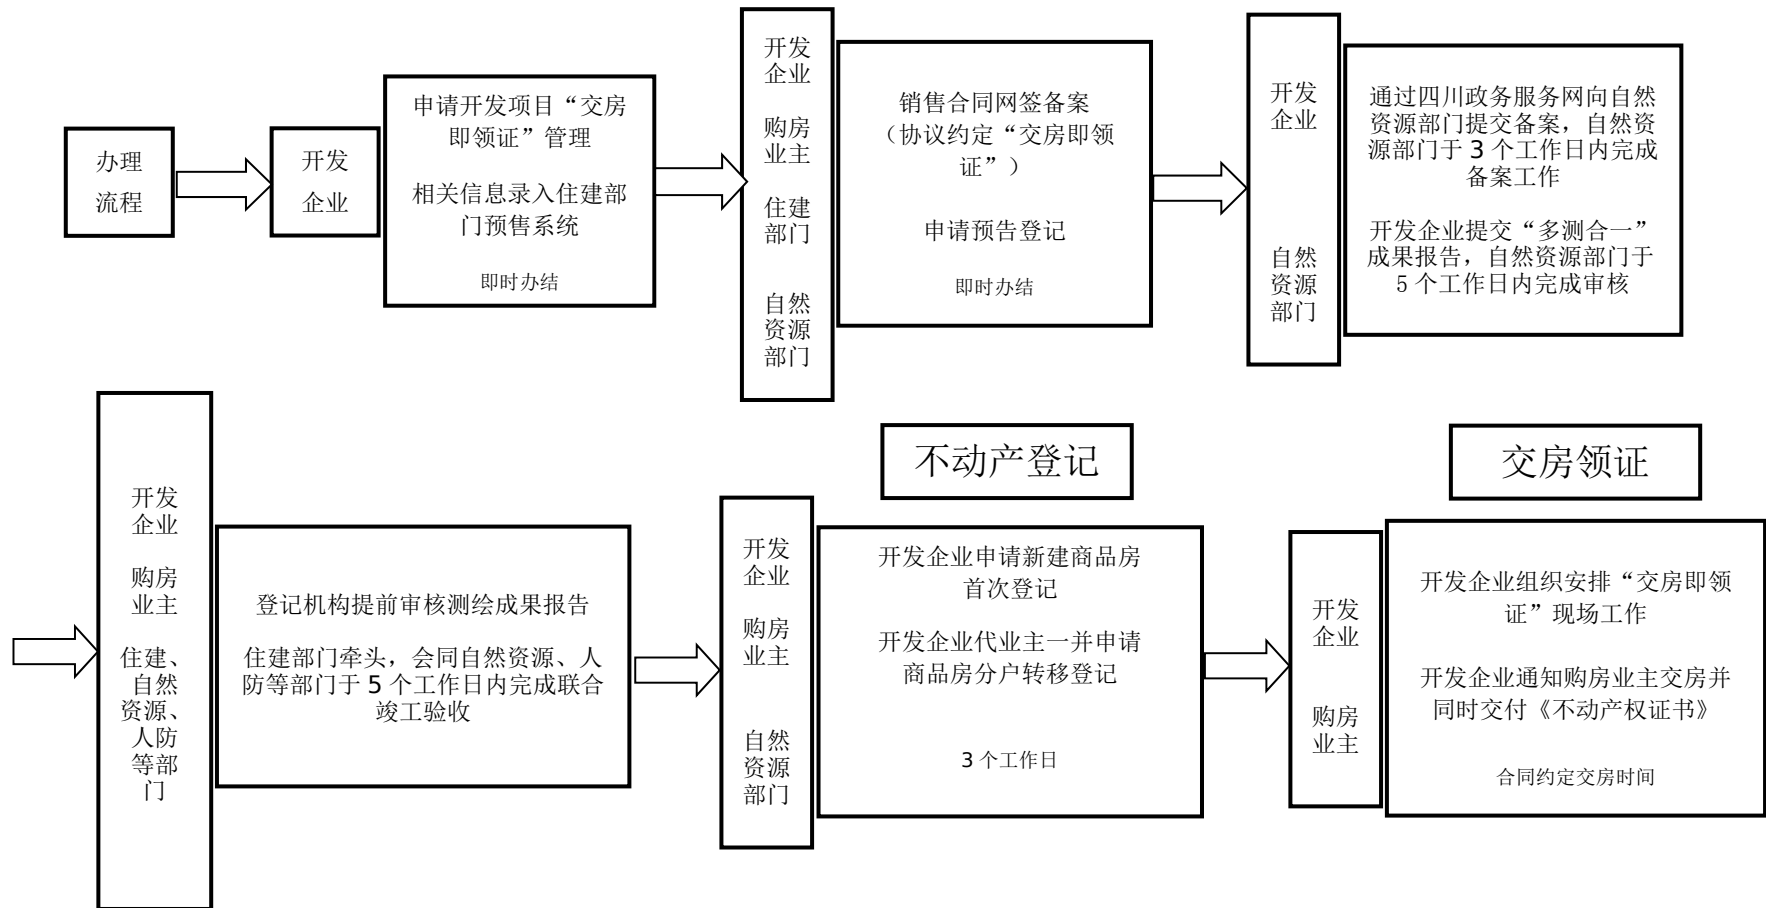 办理
流程
开发
企业
申请开发项目“交房
即领证”管理
相关信息录入住建部
门预售系统
即时办结
开发
企业
购房
业主
住建
部门
自然
资源
部门
销售合同网签备案
（协议约定“交房即领
证”）
申请预告登记
即时办结
开发
企业
自然
资源
部门
通过四川政务服务网向自然
资源部门提交备案，自然资
源部门于 3 个工作日内完成
备案工作
开发企业提交“多测合一”
成果报告，自然资源部门于
5 个工作日内完成审核
开发
企业
购房
业主
住建、
自然
资源、
人防
等部
门
登记机构提前审核测绘成果报告
住建部门牵头，会同自然资源、人
防等部门于 5 个工作日内完成联合
竣工验收
不动产登记
开发
企业
购房
业主
自然
资源
部门
开发企业申请新建商品房
首次登记
开发企业代业主一并申请
商品房分户转移登记
3 个工作日
交房领证
开发
企业
购房
业主
开发企业组织安排“交房即领
证”现场工作
开发企业通知购房业主交房并
同时交付《不动产权证书》
合同约定交房时间